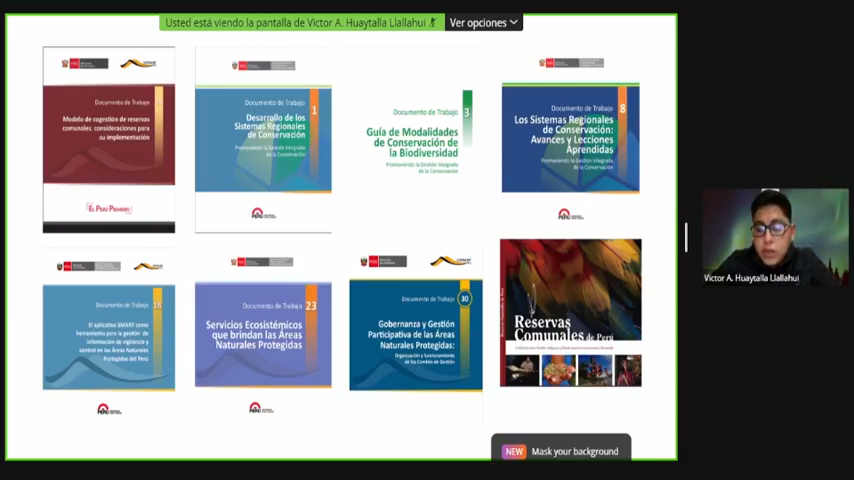 Usted está viendo la pantalla de Victor A. Huaytalla Llallahui
Ver opciones
PERÚ
Documento de Trabajo
Modelo de cogestión de reservas
comunales: consideraciones para
su implementación
EL PERÚ PRIMERO
Documento de Trabajo
1
Desarrollo de los
Sistemas Regionales
de Conservación
Promoviendo la Gestión Integrada
de la Conservación
PERÚ
Documento de Trabajo
3
Guía de Modalidades
de Conservación de
la Biodiversidad
Promoviendo la Gestión Integrada
de la Conservación
Documento de Trabajo
8
Los Sistemas Regionales
de Conservación:
Avances y Lecciones
Aprendidas
Promoviendo la Gestión Integrada
de la Conservación
PERÚ
Documento de Trabajo
18
El aplicativo SMART como
herramienta para la gestión de
información de vigilancia y
control en las Áreas Naturales
Protegidas del Perú
PERÚ
Documento de Trabajo
23
Servicios Ecosistémicos
que brindan las Áreas
Naturales Protegidas
PERÚ
Documento de Trabajo
30
Gobernanza y Gestión
Participativa de las Áreas
Naturales Protegidas:
Organización y funcionamiento
de los Comités de Gestión
Reservas
Comunales de Perú
Victor A. Huaytalla Llallahui
NEW
Mask your background